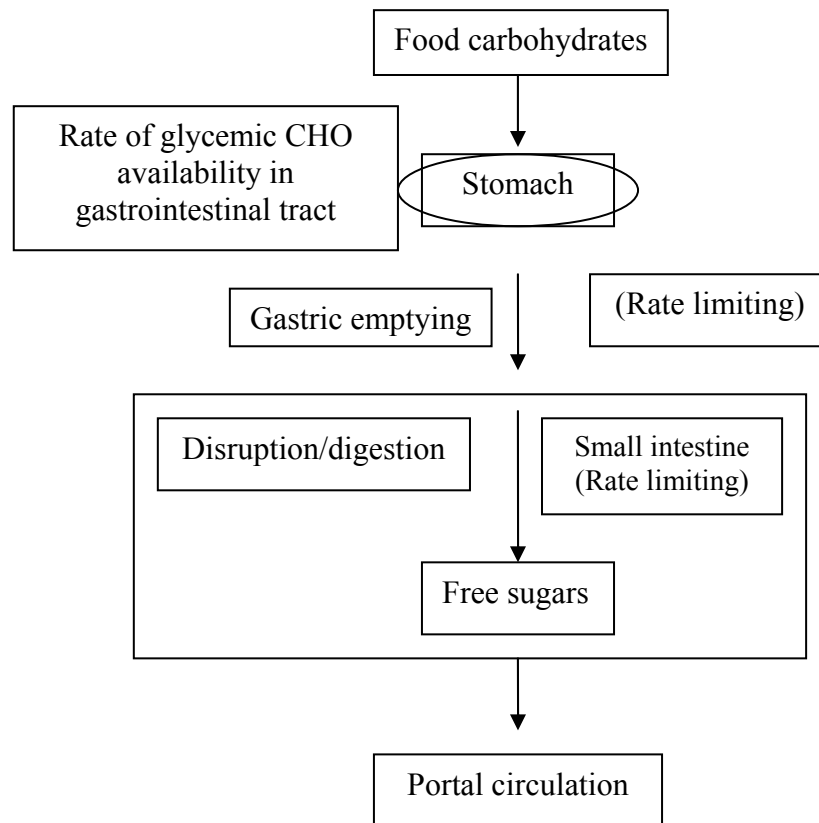 Food carbohydrates
Rate of glycemic CHO
availability in
gastrointestinal tract
Stomach
Gastric emptying
(Rate limiting)
Disruption/digestion
Small intestine
(Rate limiting)
Free sugars
Portal circulation